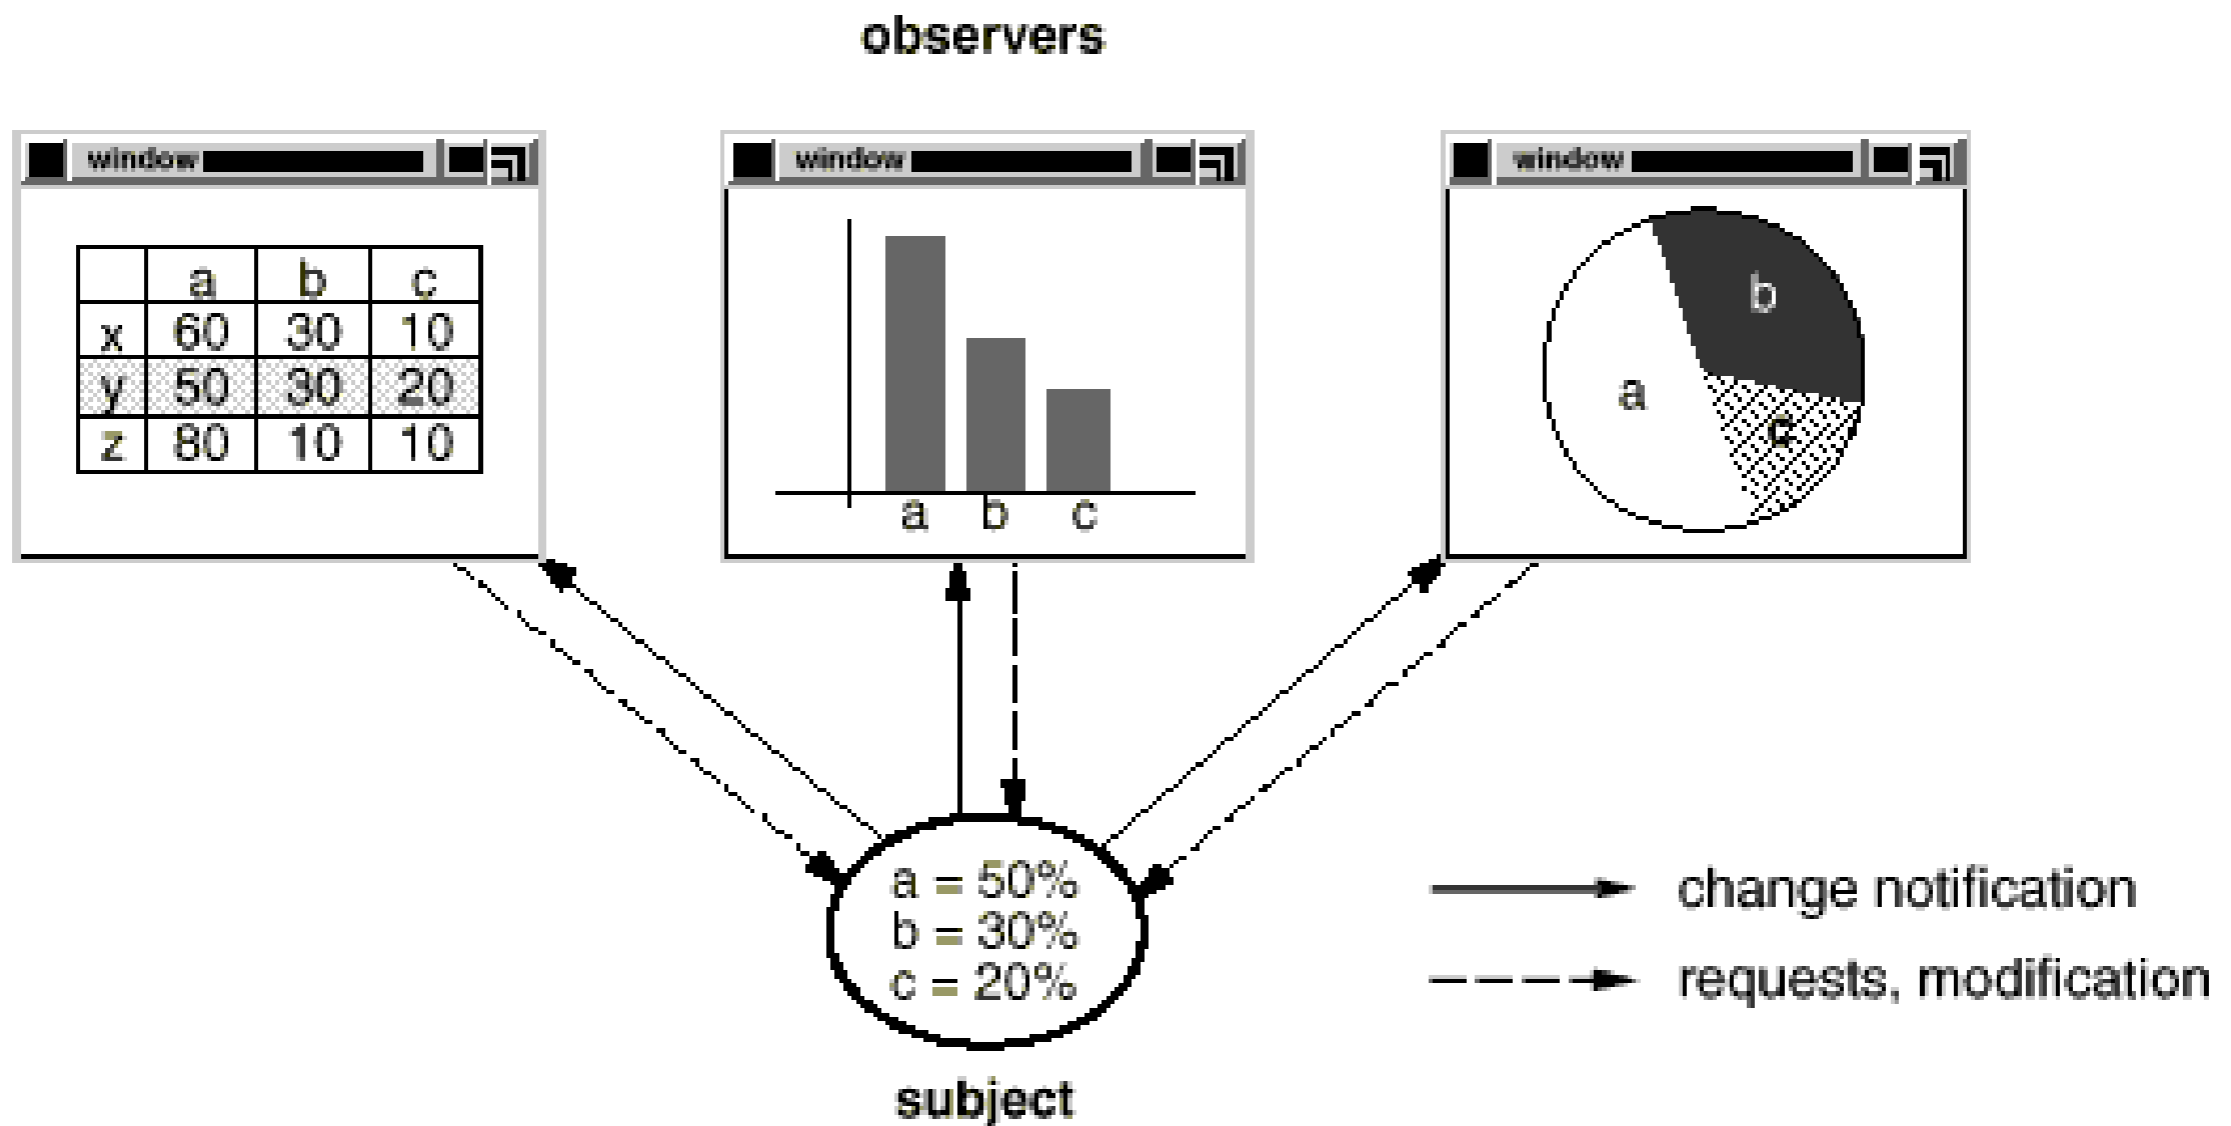 observers
window
a b c
x 60 30 10
y 50 30 20
z 80 10 10
window
a b c
window
b
a
c
a = 50%
b = 30%
c = 20%
subject
change notification
requests, modification